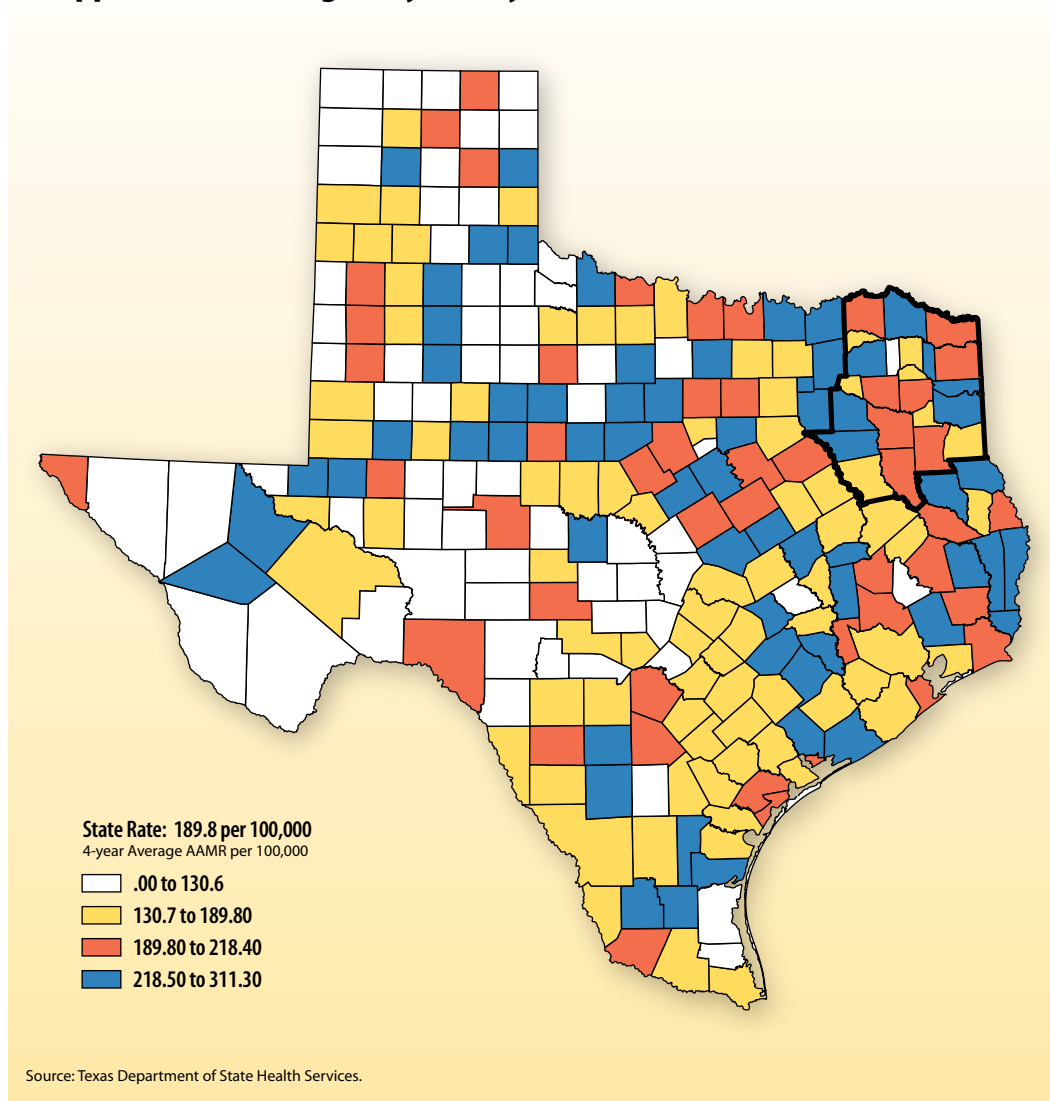 State Rate: 189.8 per 100,000
4-year Average AAMR per 100,000
.00 to 130.6
130.7 to 189.80
189.80 to 218.40
218.50 to 311.30
Source: Texas Department of State Health Services.